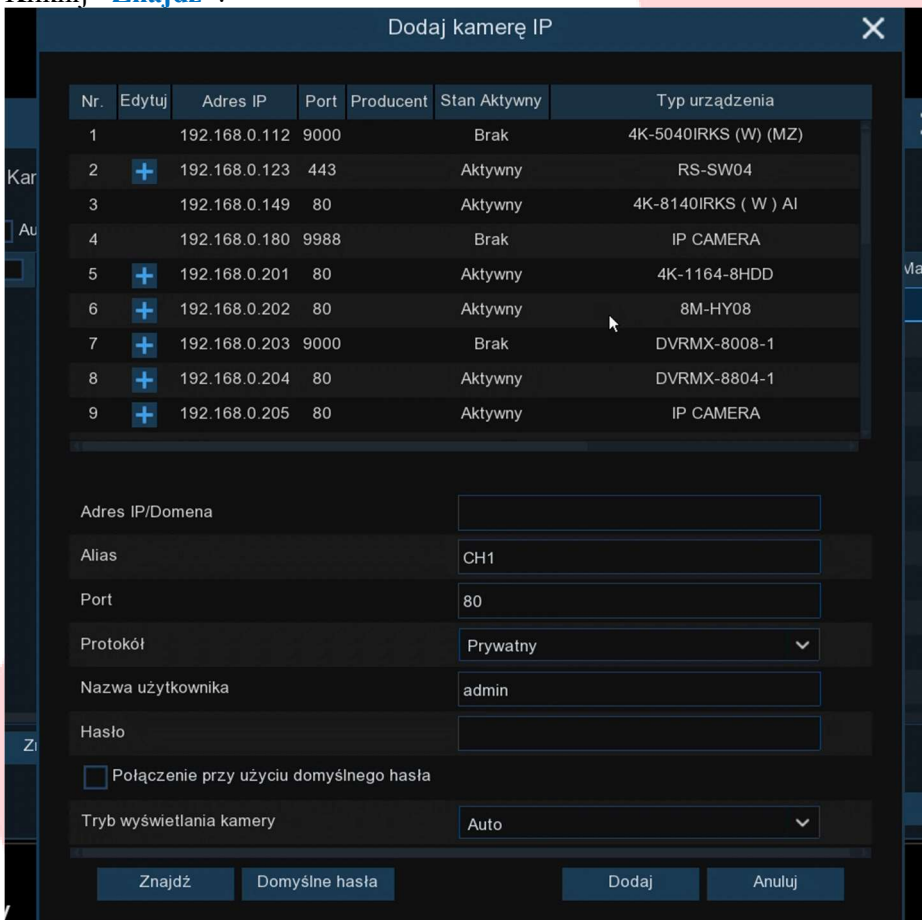 Kliknij "Znajdź".
Dodaj kamerę IP
Nr. Edytuj Adres IP Port Producent Stan Aktywny Typ urządzenia
1 192.168.0.112 9000 Brak 4K-5040IRKS (W) (MZ)
2 192.168.0.123 443 Aktywny RS-SW04
3 192.168.0.149 80 Aktywny 4K-8140IRKS ( W ) AI
4 192.168.0.180 9988 Brak IP CAMERA
5 192.168.0.201 80 Aktywny 4K-1164-8HDD
6 192.168.0.202 80 Aktywny 8M-HY08
7 192.168.0.203 9000 Brak DVRMX-8008-1
8 192.168.0.204 80 Aktywny DVRMX-8804-1
9 192.168.0.205 80 Aktywny IP CAMERA
Kar
Au
Ma
Adres IP/Domena
Alias CH1
Port 80
Protokół Prywatny
Nazwa użytkownika admin
Hasło
Połączenie przy użyciu domyślnego hasła
Tryb wyświetlania kamery Auto
Znajdź Domyślne hasła Dodaj Anuluj